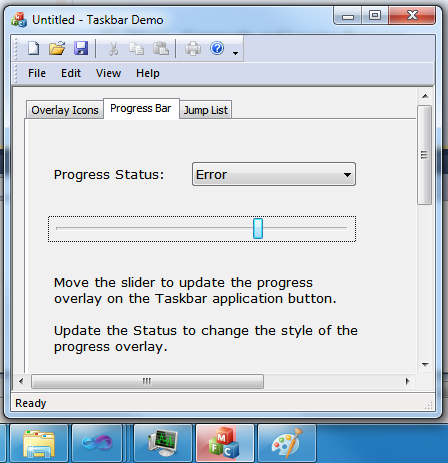 Untitled - Taskbar Demo
File Edit View Help
Overlay Icons Progress Bar Jump List
Progress Status: Error
Move the slider to update the progress
overlay on the Taskbar application button.
Update the Status to change the style of the
progress overlay.
Ready
M
F
C